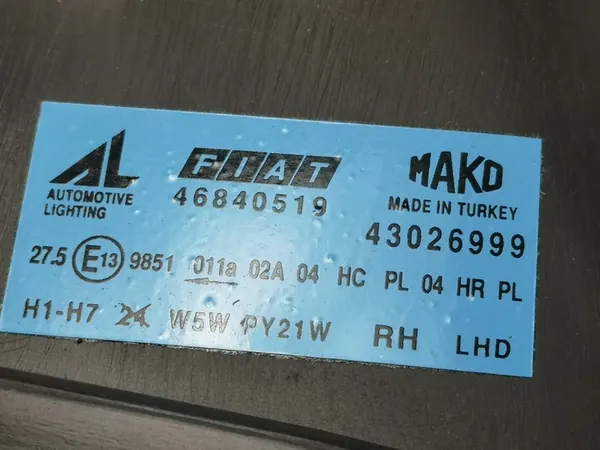 AL FIAT MAKO
AUTOMOTIVE LIGHTING 46840519 MADE IN TURKEY
43026999
27.5 E13 9851 011a 02A 04 HC PL 04 HR PL
H1-H7 24 W5W PY21W RH LHD